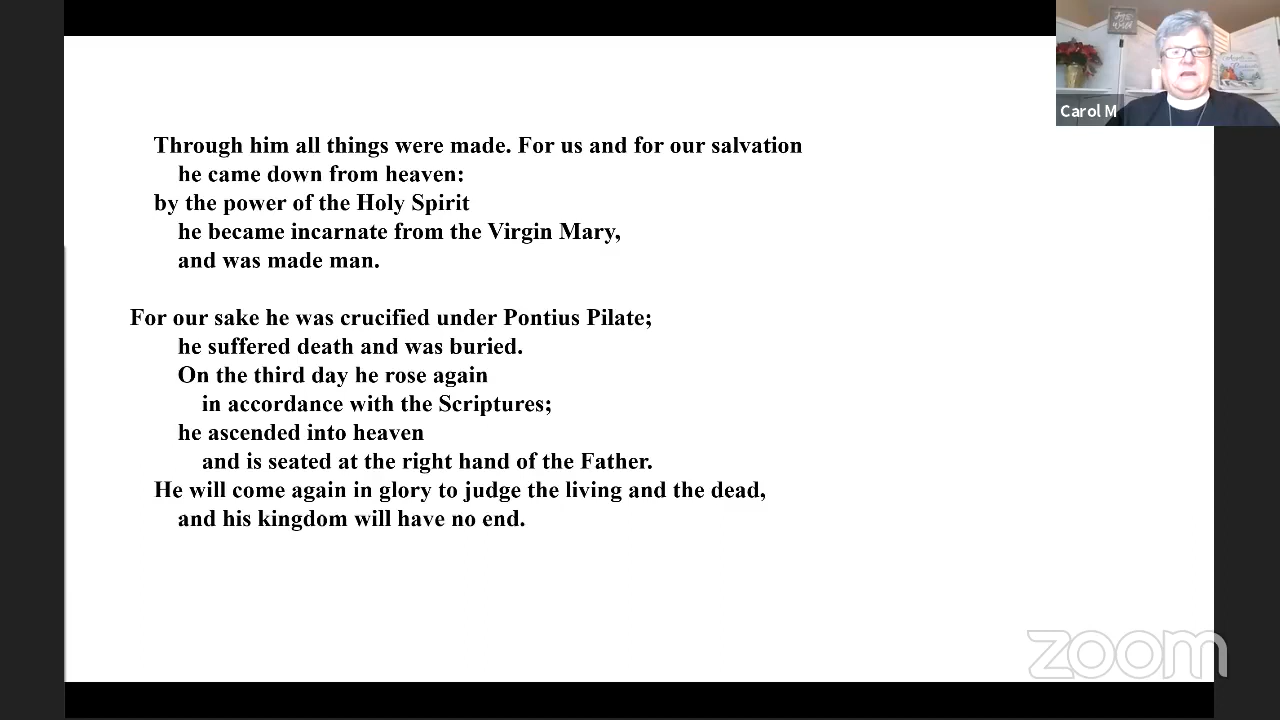 Through him all things were made. For us and for our salvation
he came down from heaven:
by the power of the Holy Spirit
he became incarnate from the Virgin Mary,
and was made man.
For our sake he was crucified under Pontius Pilate;
he suffered death and was buried.
On the third day he rose again
in accordance with the Scriptures;
he ascended into heaven
and is seated at the right hand of the Father.
He will come again in glory to judge the living and the dead,
and his kingdom will have no end.
Carol M
zoom